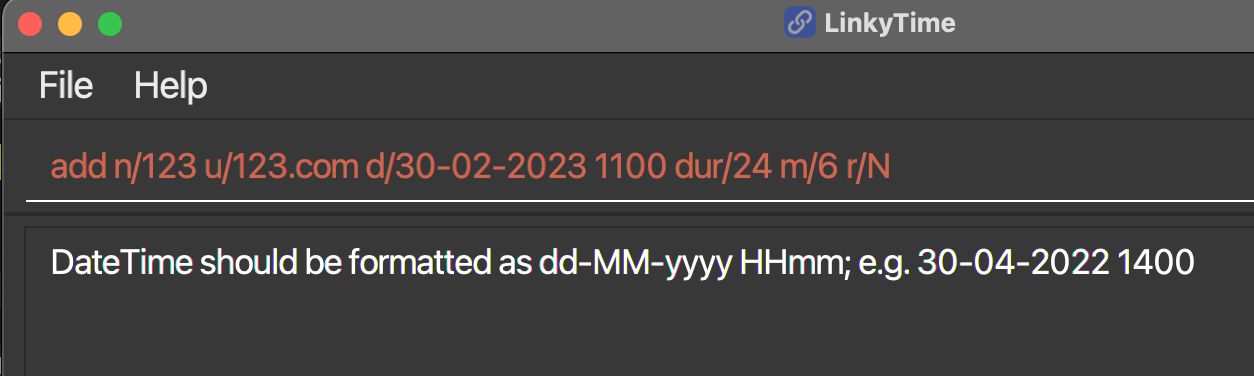 LinkyTime
File Help
add n/123 u/123.com d/30-02-2023 1100 dur/24 m/6 r/N
DateTime should be formatted as dd-MM-yyyy HHmm; e.g. 30-04-2022 1400